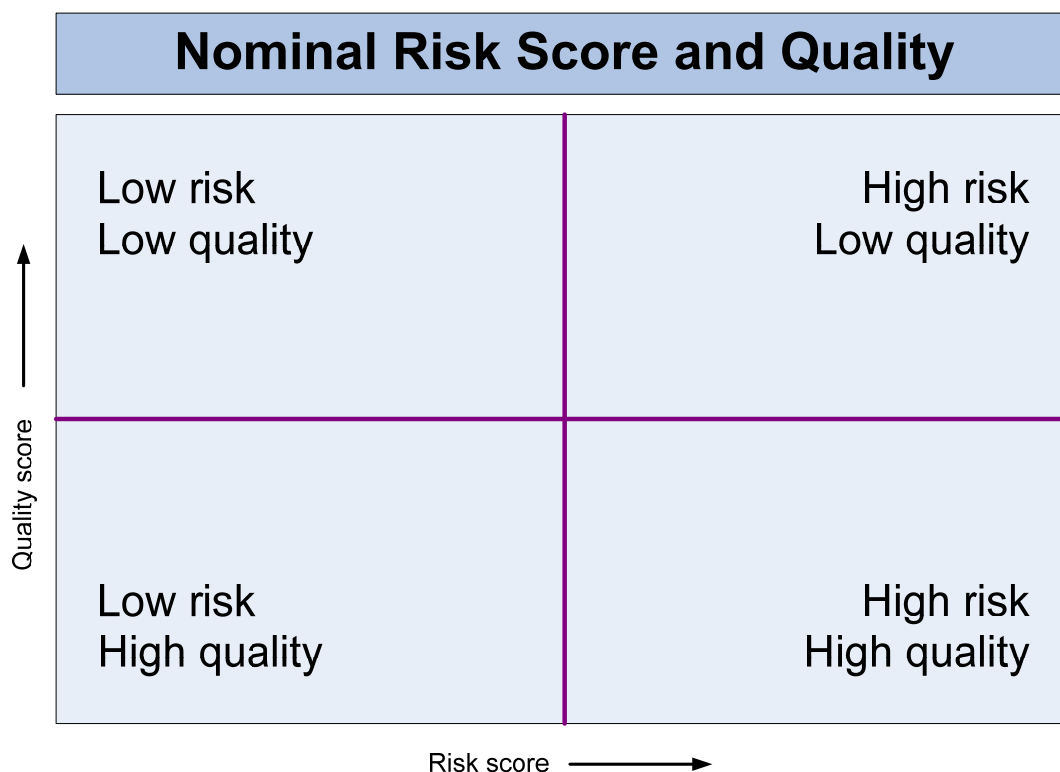 Nominal Risk Score and Quality
Low risk
Low quality
High risk
Low quality
Quality score
Low risk
High quality
High risk
High quality
Risk score